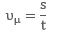 υ_μ = s/t